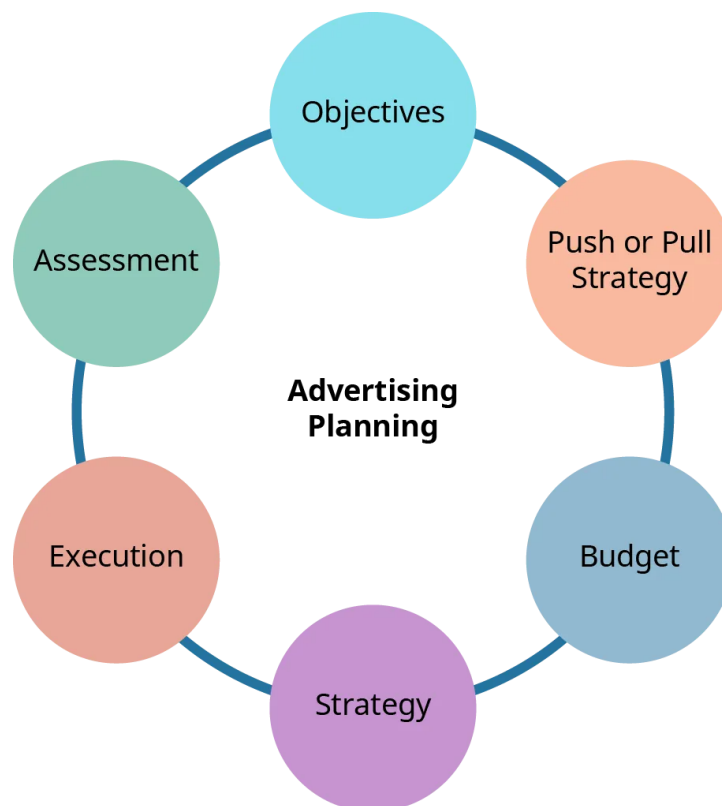 Objectives
Push or Pull
Strategy
Budget
Strategy
Execution
Assessment
Advertising
Planning